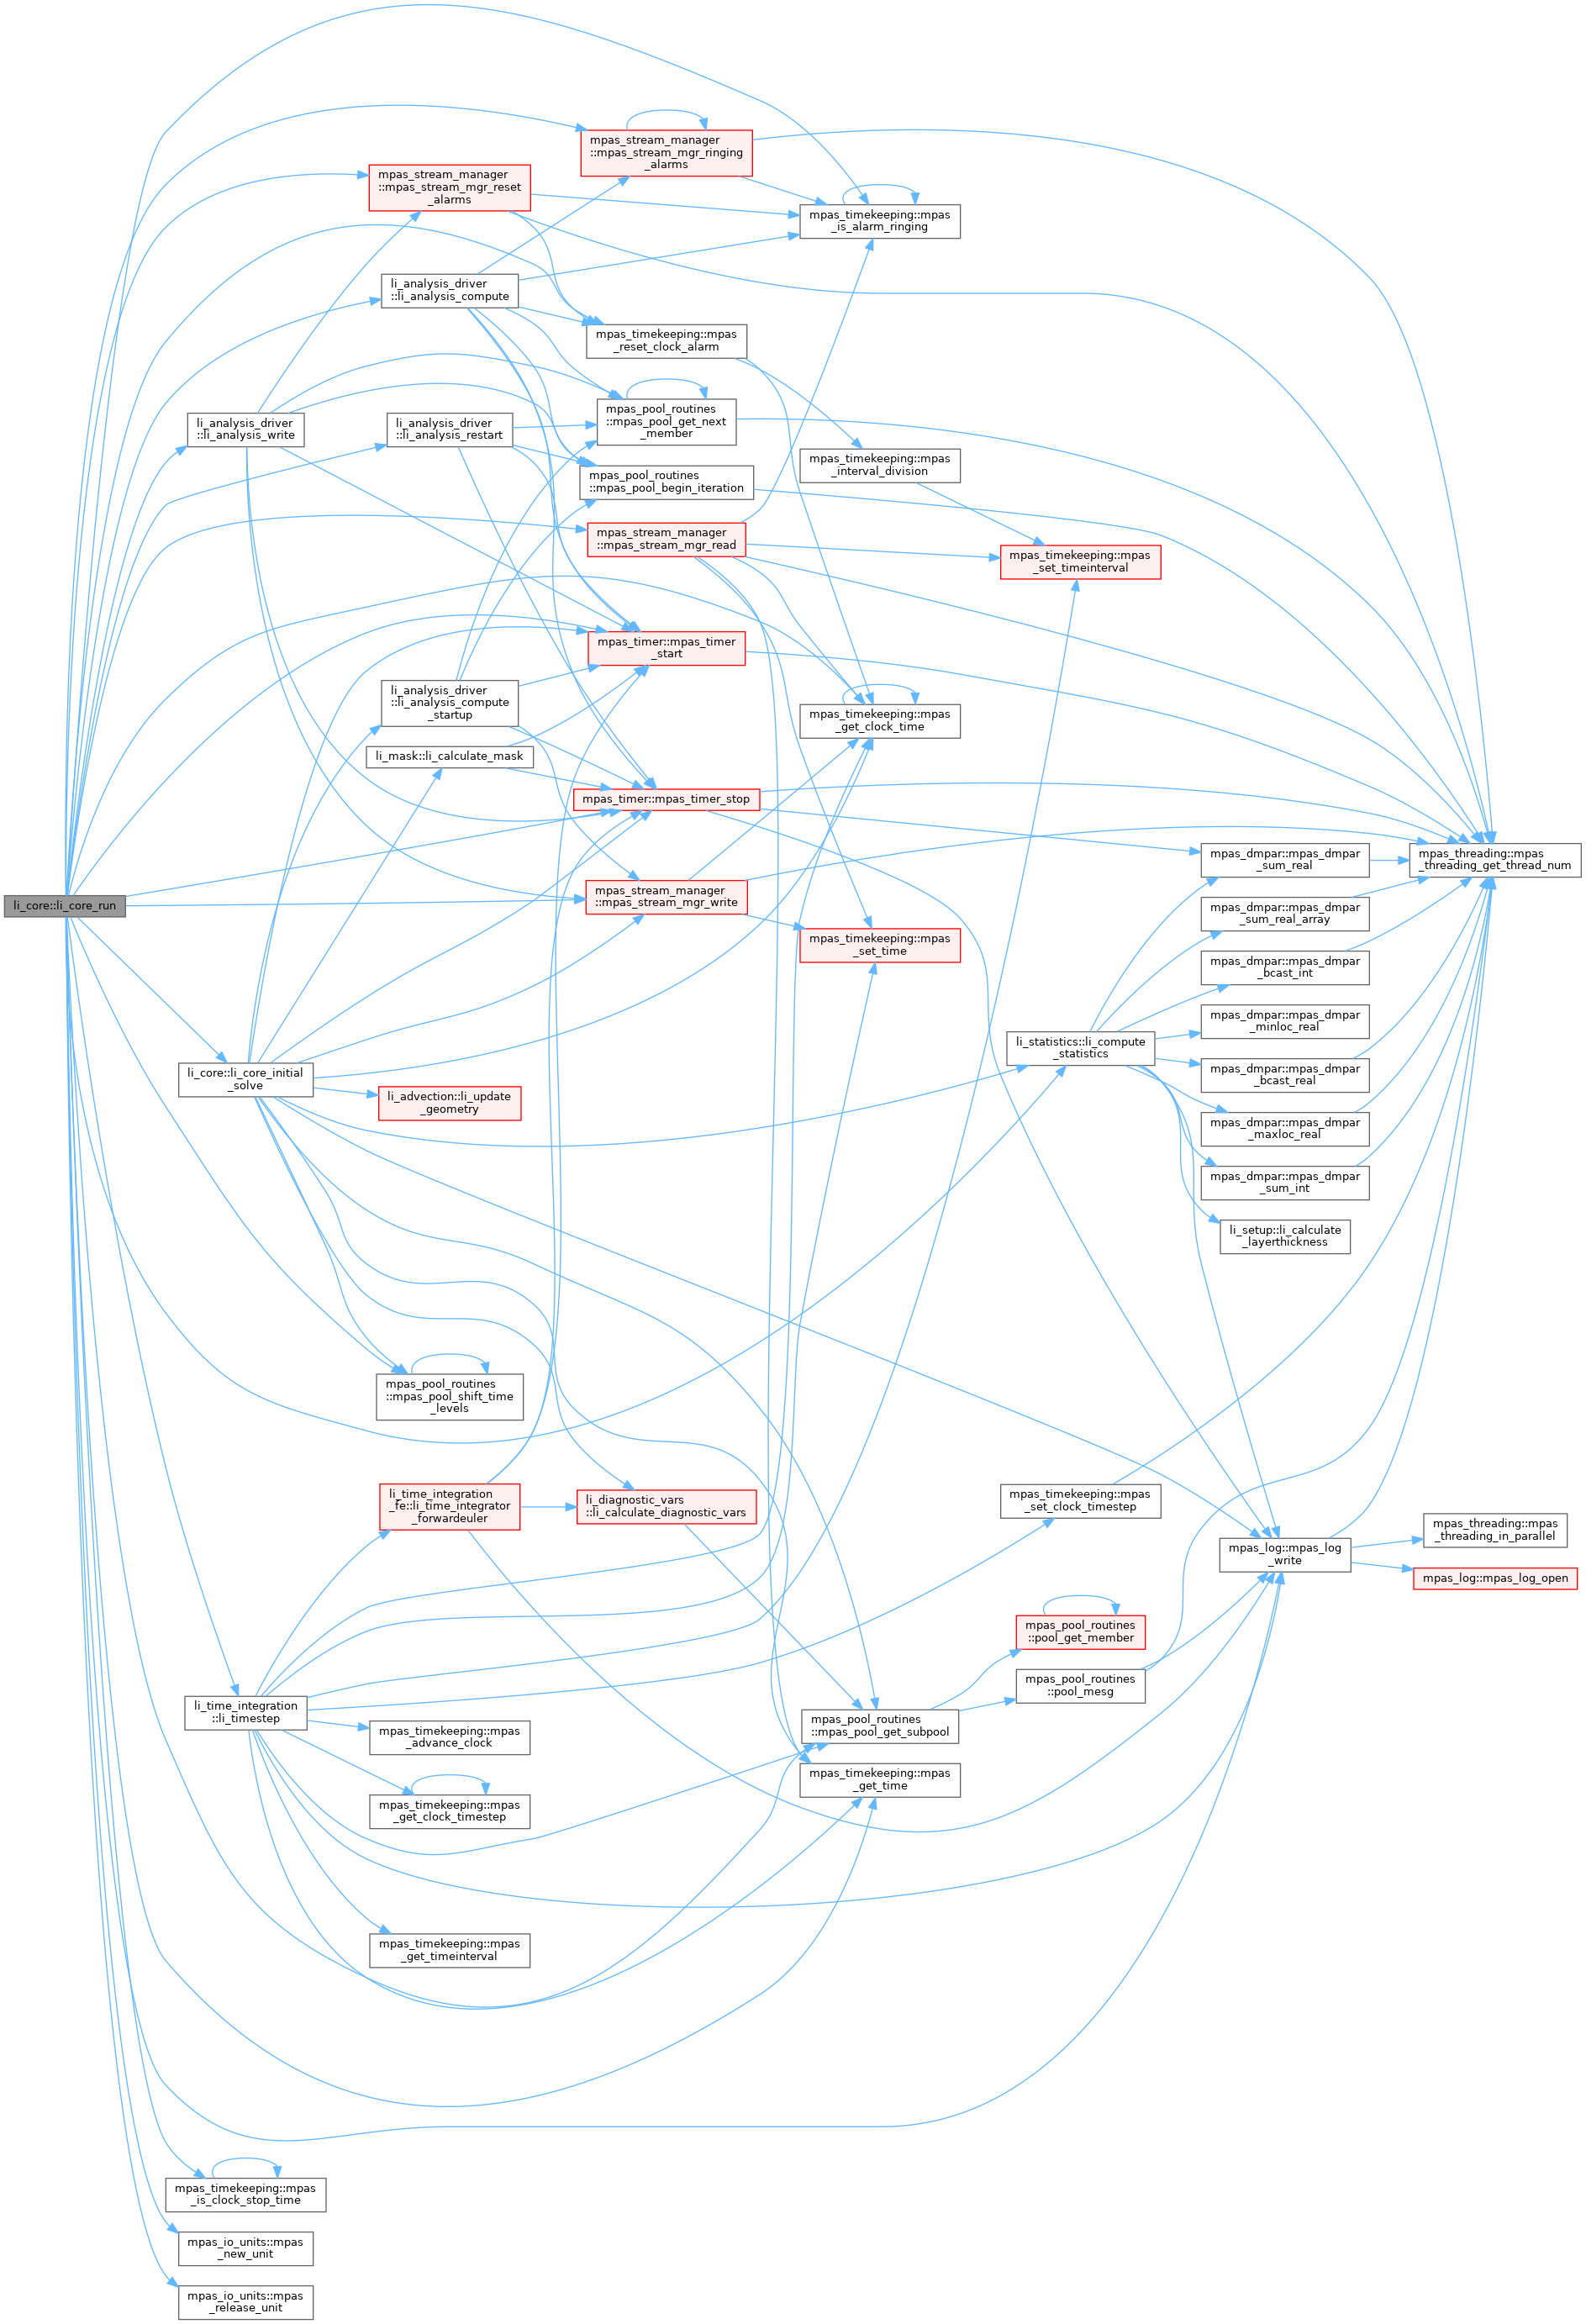 mpas_stream_manager
::mpas_stream_mgr_ringing
_alarms
mpas_stream_manager
::mpas_stream_mgr_reset
_alarms
mpas_timekeeping::mpas
_is_alarm_ringing
li_analysis_driver
::li_analysis_compute
mpas_timekeeping::mpas
_reset_clock_alarm
li_analysis_driver
::li_analysis_write
li_analysis_driver
::li_analysis_restart
mpas_pool_routines
::mpas_pool_get_next
_member
mpas_timekeeping::mpas
_interval_division
mpas_pool_routines
::mpas_pool_begin_iteration
mpas_stream_manager
::mpas_stream_mgr_read
mpas_timekeeping::mpas
_set_timeinterval
mpas_timer::mpas_timer
_start
li_analysis_driver
::li_analysis_compute
_startup
mpas_timekeeping::mpas
_get_clock_time
li_mask::li_calculate_mask
mpas_timer::mpas_timer_stop
mpas_dmpar::mpas_dmpar
_sum_real
mpas_threading::mpas
_threading_get_thread_num
li_core::li_core_run
mpas_stream_manager
::mpas_stream_mgr_write
mpas_dmpar::mpas_dmpar
_sum_real_array
mpas_timekeeping::mpas
_set_time
mpas_dmpar::mpas_dmpar
_bcast_int
mpas_dmpar::mpas_dmpar
_minloc_real
li_statistics::li_compute
_statistics
li_core::li_core_initial
_solve
mpas_dmpar::mpas_dmpar
_bcast_real
li_advection::li_update
_geometry
mpas_dmpar::mpas_dmpar
_maxloc_real
mpas_dmpar::mpas_dmpar
_sum_int
li_setup::li_calculate
_layerthickness
mpas_pool_routines
::mpas_pool_shift_time
_levels
li_time_integration
_fe::li_time_integrator
_forwardeuler
li_diagnostic_vars
::li_calculate_diagnostic_vars
mpas_timekeeping::mpas
_set_clock_timestep
mpas_threading::mpas
_threading_in_parallel
mpas_log::mpas_log
_write
mpas_log::mpas_log_open
mpas_pool_routines
::pool_get_member
mpas_pool_routines
::pool_mesg
li_time_integration
::li_timestep
mpas_pool_routines
::mpas_pool_get_subpool
mpas_timekeeping::mpas
_advance_clock
mpas_timekeeping::mpas
_get_time
mpas_timekeeping::mpas
_get_clock_timestep
mpas_timekeeping::mpas
_get_timeinterval
mpas_timekeeping::mpas
_is_clock_stop_time
mpas_io_units::mpas
_new_unit
mpas_io_units::mpas
_release_unit